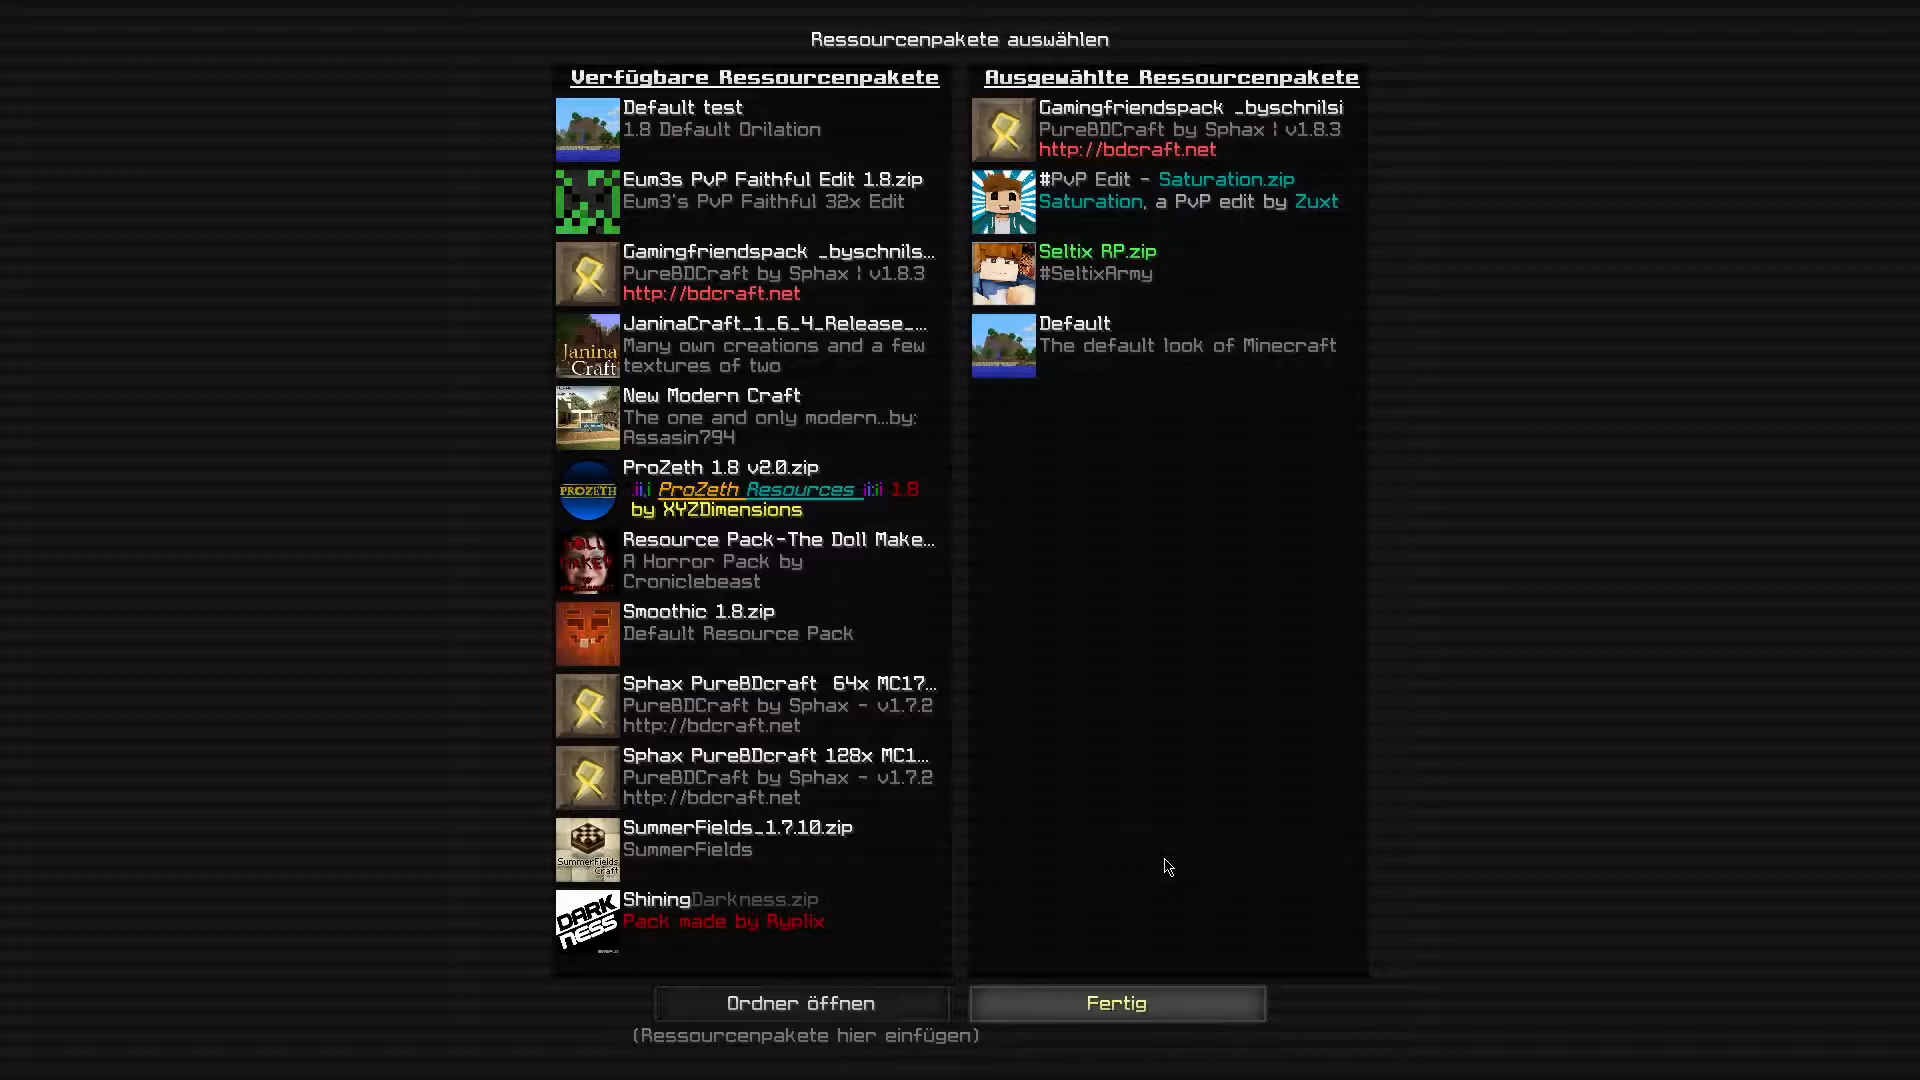 Ressourcenpakete auswählen
Verfügbare Ressourcenpakete
Default test
1.8 Default Orilation
Eum3s PvP Faithful Edit 1.8.zip
Eum3's PvP Faithful 32x Edit
Gamingfriendspack _byschnils...
PureBDCraft by Sphax | v1.8.3
http://bdcraft.net
Janina
Craft
JaninaCraft_1_6_4_Release_...
Many own creations and a few
textures of two
New Modern Craft
The one and only modern...by:
Assasin794
PROZETH
ProZeth 1.8 v2.0.zip
.ii,i ProZeth Resources ii:ii 1.8
by XYZDimensions
Resource Pack-The Doll Make...
A Horror Pack by
Croniclebeast
Smoothic 1.8.zip
Default Resource Pack
Sphax PureBDcraft  64x MC17...
PureBDCraft by Sphax - v1.7.2
http://bdcraft.net
Sphax PureBDcraft 128x MC1...
PureBDCraft by Sphax - v1.7.2
http://bdcraft.net
SummerFields
Craft
SummerFields_1.7.10.zip
SummerFields
DARK
NESS
ShiningDarkness.zip
Pack made by Ryplix
Ausgewählte Ressourcenpakete
Gamingfriendspack _byschnilsi
PureBDCraft by Sphax | v1.8.3
http://bdcraft.net
#PvP Edit - Saturation.zip
Saturation, a PvP edit by Zuxt
Seltix RP.zip
#SeltixArmy
Default
The default look of Minecraft
Ordner öffnen
Fertig
(Ressourcenpakete hier einfügen)